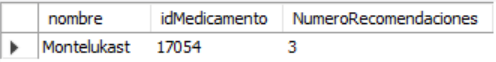 nombre idMedicamento NumeroRecomendaciones
Montelukast 17054 3